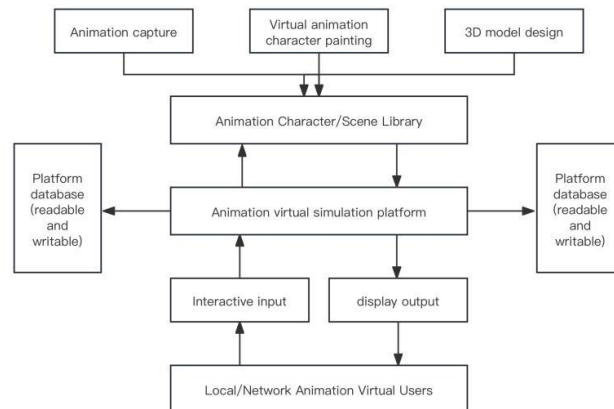 Animation capture
Virtual animation
character painting
3D model design
Animation Character/Scene Library
Platform
database
(readable
and
writable)
Animation virtual simulation platform
Platform
database
(readable
and
writable)
Interactive input
display output
Local/Network Animation Virtual Users